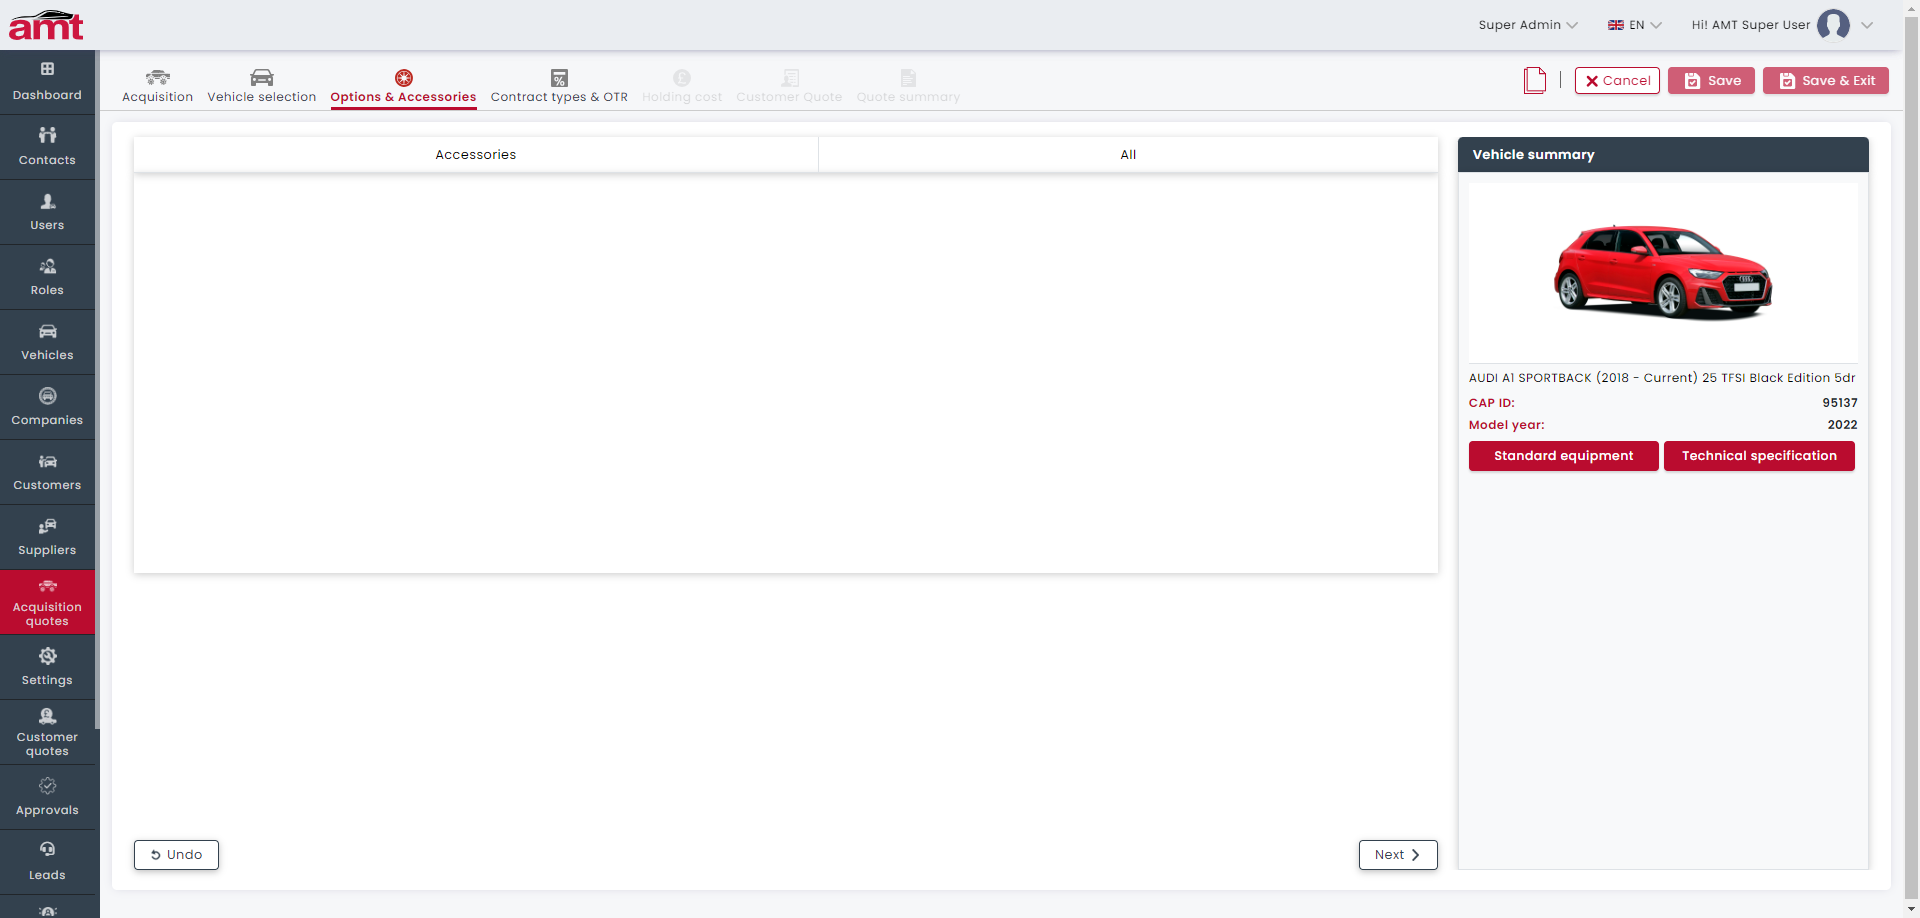 amt
Super Admin
EN
Hi! AMT Super User
Dashboard
Contacts
Users
Roles
Vehicles
Companies
Customers
Suppliers
Acquisition
quotes
Settings
Customer
quotes
Approvals
Leads
Acquisition
Vehicle selection
Options & Accessories
Contract types & OTR
Holding cost
Customer Quote
Quote summary
Cancel
Save
Save & Exit
Accessories
All
Undo
Next
Vehicle summary
AUDI A1 SPORTBACK (2018 - Current) 25 TFSI Black Edition 5dr
CAP ID: 95137
Model year: 2022
Standard equipment
Technical specification